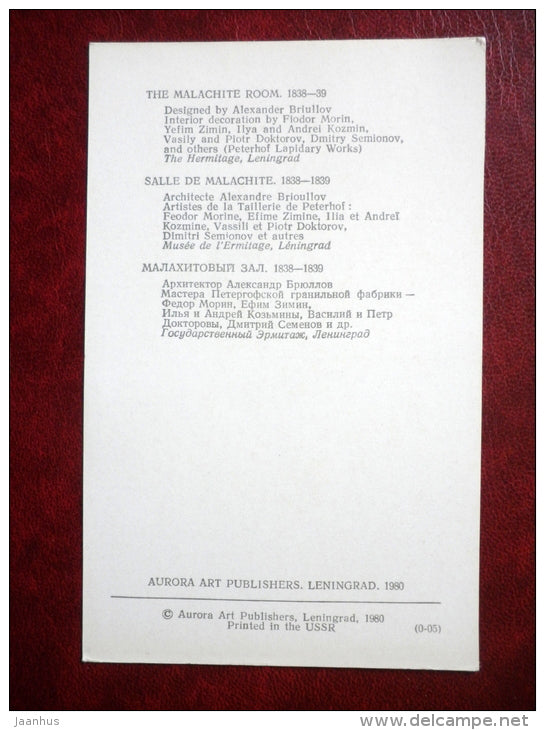 THE MALACHITE ROOM. 1838—39
Designed by Alexander Briullov
Interior decoration by Fiodor Morin,
Yefim Zimin, Ilya and Andrei Kozmin,
Vasily and Piotr Doktorov, Dmitry Semionov,
and others (Peterhof Lapidary Works)
The Hermitage, Leningrad
SALLE DE MALACHITE. 1838—1839
Architecte Alexandre Brioullov
Artistes de la Taillerie de Peterhof :
Feodor Morine, Efime Zimine, Ilia et Andreï
Kozmine, Vassili et Piotr Doktorov,
Dimitri Semionov et autres
Musée de l'Ermitage, Léningrad
МАЛАХИТОВЫЙ ЗАЛ. 1838—1839
Архитектор Александр Брюллов
Мастера Петергофской гранильной фабрики —
Федор Морин, Ефим Зимин,
Илья и Андрей Козьмины, Василий и Петр
Докторовы, Дмитрий Семенов и др.
Государственный Эрмитаж, Ленинград
AURORA ART PUBLISHERS. LENINGRAD. 1980
© Aurora Art Publishers, Leningrad, 1980
Printed in the USSR
(0-05)
jaanhus
www.delcampe.net